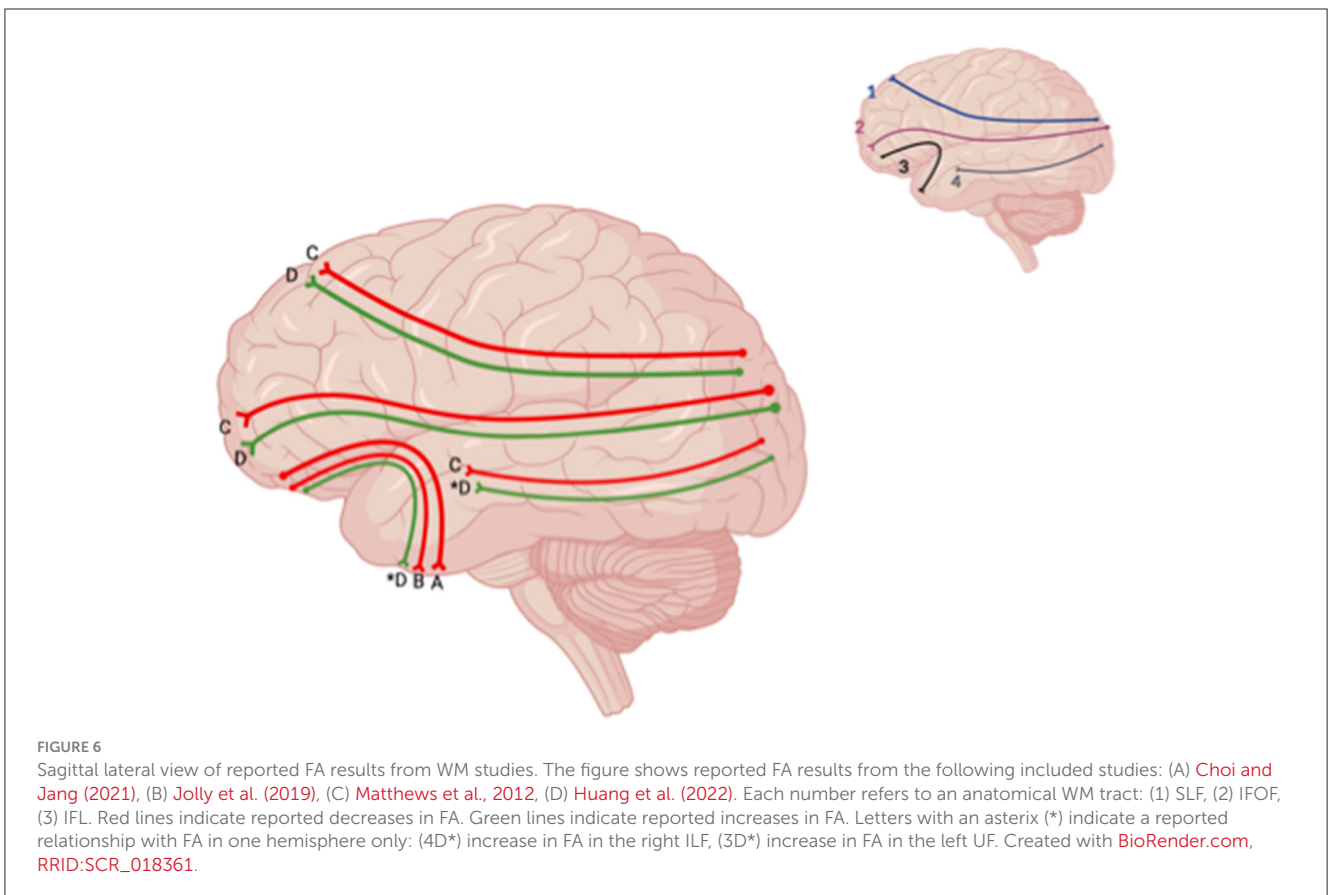 1
2
3
4
C
D
C
D
C
*D
*D B A
FIGURE 6
Sagittal lateral view of reported FA results from WM studies. The figure shows reported FA results from the following included studies: (A) Choi and
Jang (2021), (B) Jolly et al. (2019), (C) Matthews et al., 2012, (D) Huang et al. (2022). Each number refers to an anatomical WM tract: (1) SLF, (2) IFOF,
(3) IFL. Red lines indicate reported decreases in FA. Green lines indicate reported increases in FA. Letters with an asterix (*) indicate a reported
relationship with FA in one hemisphere only: (4D*) increase in FA in the right ILF, (3D*) increase in FA in the left UF. Created with BioRender.com,
RRID:SCR_018361.